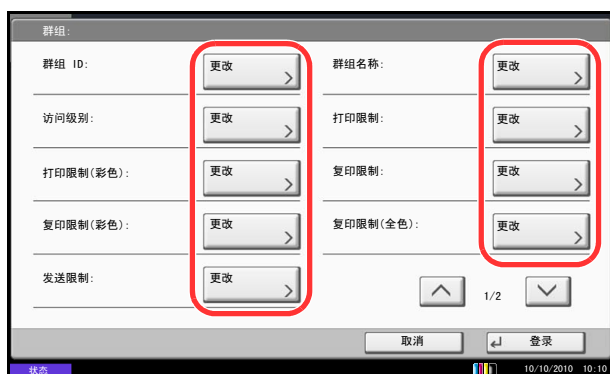 群组:
群组 ID: 更改 群组名称: 更改
访问级别: 更改 打印限制: 更改
打印限制(彩色): 更改 复印限制: 更改
复印限制(彩色): 更改 复印限制(全色): 更改
发送限制: 更改 1/2
取消 登录
状态 10/10/2010 10:10